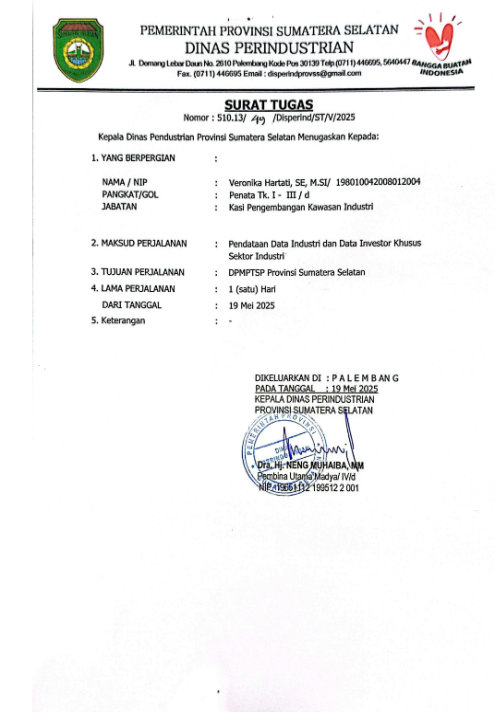 PEMERINTAH PROVINSI SUMATERA SELATAN
DINAS PERINDUSTRIAN
Jl. Domang Lebar Daun No. 2610 Palembang Kode Pos 30139 Telp.(0711) 446695, 5640447
Fax. (0711) 446695 Email : disperindprovss@gmail.com
BANGGA BUATAN
INDONESIA
SURAT TUGAS
Nomor : 510.13/ /Disperind/ST/V/2025
Kepala Dinas Pendustrian Provinsi Sumatera Selatan Menugaskan Kepada:
1. YANG BERPERGIAN :
NAMA / NIP : Veronika Hartati, SE, M.SI/ 198010042008012004
PANGKAT/GOL : Penata Tk. I - III / d
JABATAN : Kasi Pengembangan Kawasan Industri
2. MAKSUD PERJALANAN : Pendataan Data Industri dan Data Investor Khusus
Sektor Industri
3. TUJUAN PERJALANAN : DPMPTSP Provinsi Sumatera Selatan
4. LAMA PERJALANAN : 1 (satu) Hari
DARI TANGGAL : 19 Mei 2025
5. Keterangan : -
DIKELUARKAN DI : P A L E M B A N G
PADA TANGGAL : 19 Mei 2025
KEPALA DINAS PERINDUSTRIAN
PROVINSI SUMATERA SELATAN
PEMERINTAH PROVINSI
Dra. Hj. NENG MUHAIBA, MM
Pembina Utama Madya/ IV/d
NIP. 19651112 199512 2 001